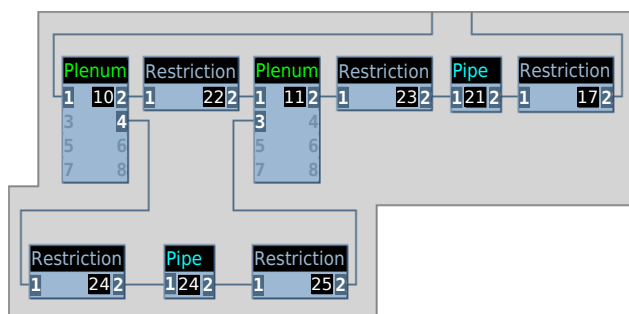 Plenum Restriction Plenum Restriction Pipe Restriction
1 10 2 1 22 2 1 11 2 1 23 2 1 21 2 1 17 2
3 4 3 4
5 6 5 6
7 8 7 8
Restriction Pipe Restriction
1 24 2 1 24 2 1 25 2